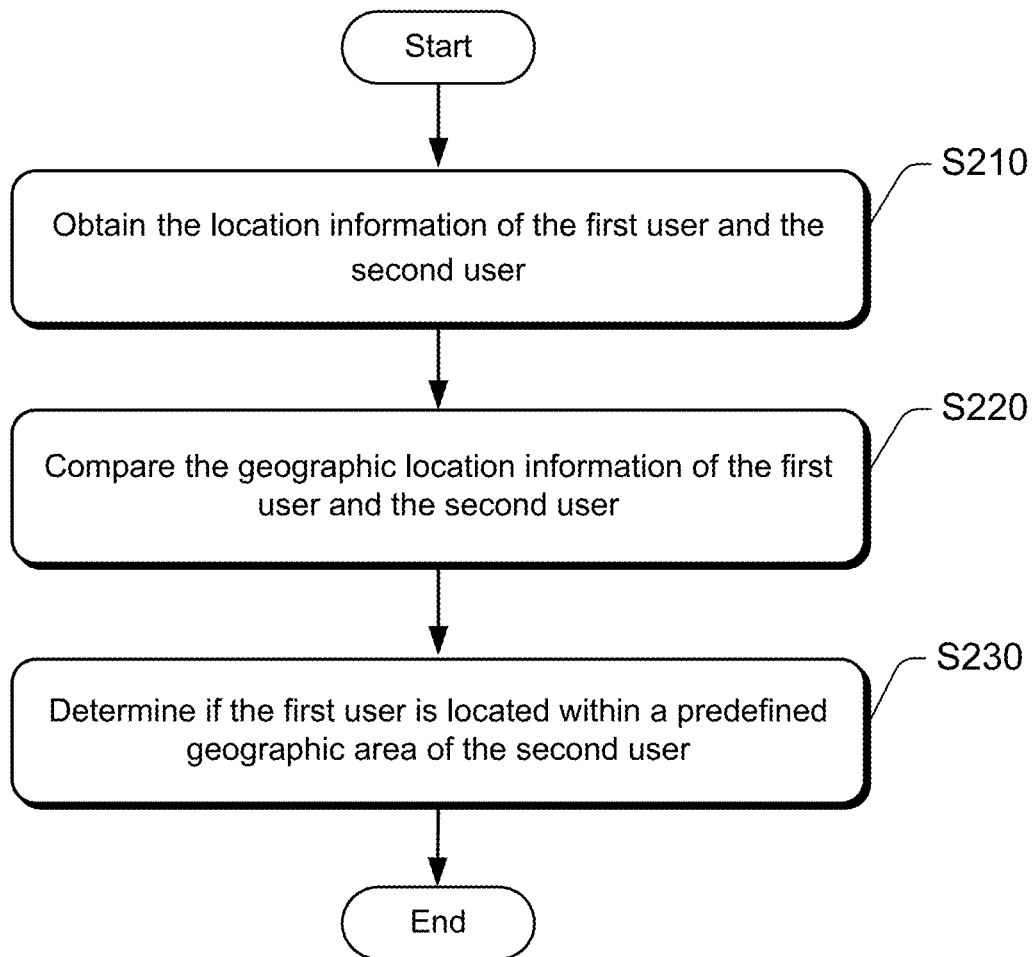 Start
S210
Obtain the location information of the first user and the
second user
S220
Compare the geographic location information of the first
user and the second user
S230
Determine if the first user is located within a predefined
geographic area of the second user
End